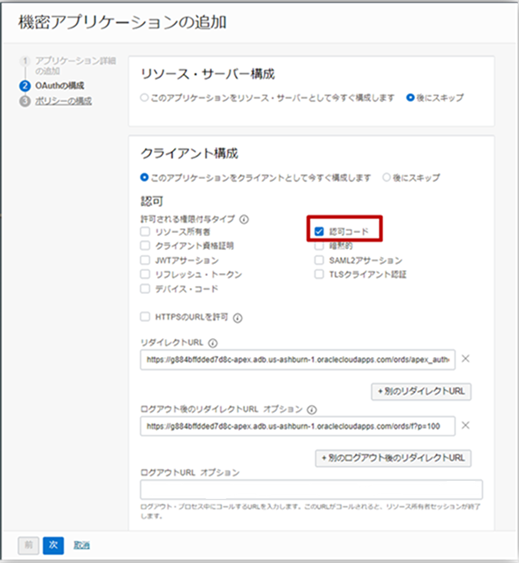 機密アプリケーションの追加
1 アプリケーション詳細
の追加
2 OAuthの構成
3 ポリシーの構成
リソース・サーバー構成
このアプリケーションをリソース・サーバーとして今すぐ構成します 後にスキップ
クライアント構成
このアプリケーションをクライアントとして今すぐ構成します 後にスキップ
認可
許可される権限付与タイプ
リソース所有者 認可コード
クライアント資格証明 暗黙的
JWTアサーション SAML2アサーション
リフレッシュ・トークン TLSクライアント認証
デバイス・コード
HTTPSのURLを許可
リダイレクトURL
https://g884bffdded7d8c-apex.adb.us-ashburn-1.oraclecloudapps.com/ords/apex_auth
+ 別のリダイレクトURL
ログアウト後のリダイレクトURL オプション
https://g884bffdded7d8c-apex.adb.us-ashburn-1.oraclecloudapps.com/ords/f?p=100
+ 別のログアウト後のリダイレクトURL
ログアウトURL オプション
ログアウト・プロセス中にコールするURLを入力します。このURLがコールされると、リソース所有者セッションが終了
します。
前 次 取消